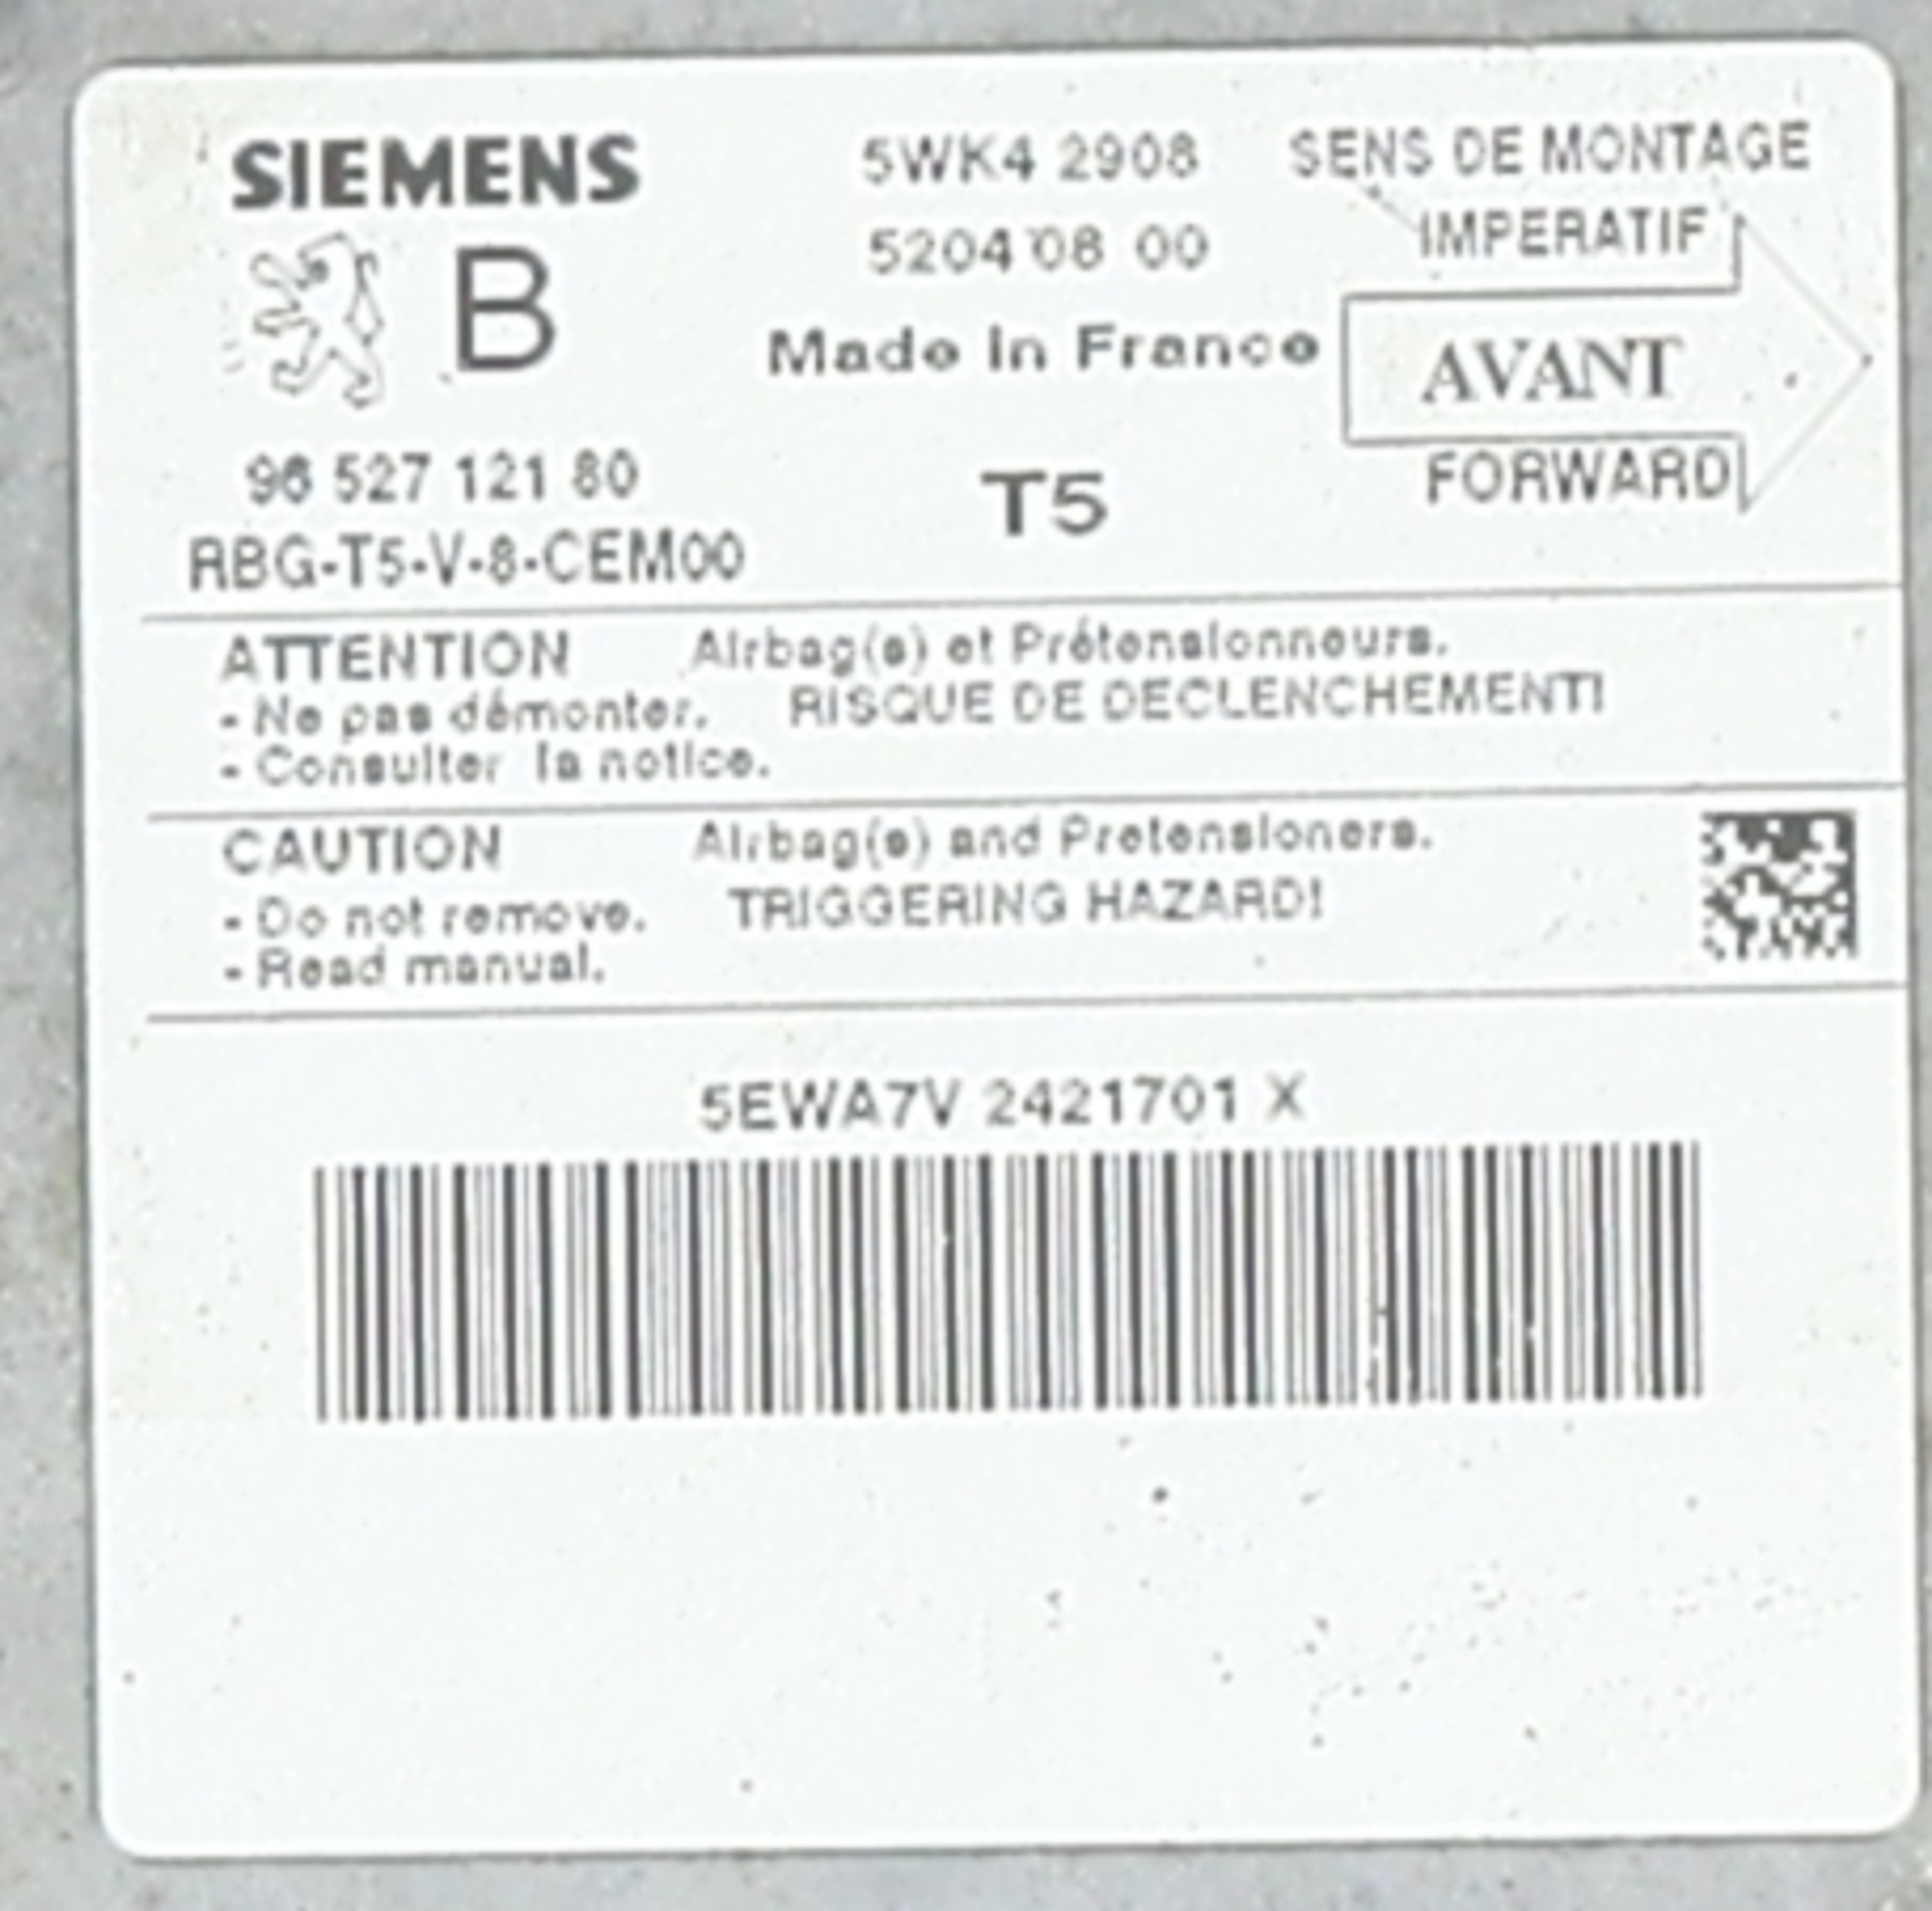 SIEMENS
B
96 527 121 80
RBG-T5-V-8-CEM00
5WK4 2908
5204 08 00
Made in France
T5
SENS DE MONTAGE
IMPERATIF
AVANT
FORWARD
ATTENTION Airbag(s) et Prétensionneurs.
- Ne pas démonter. RISQUE DE DECLENCHEMENT!
- Consulter la notice.
CAUTION Airbag(s) and Pretensioners.
- Do not remove. TRIGGERING HAZARD!
- Read manual.
5EWA7V 2421701 X